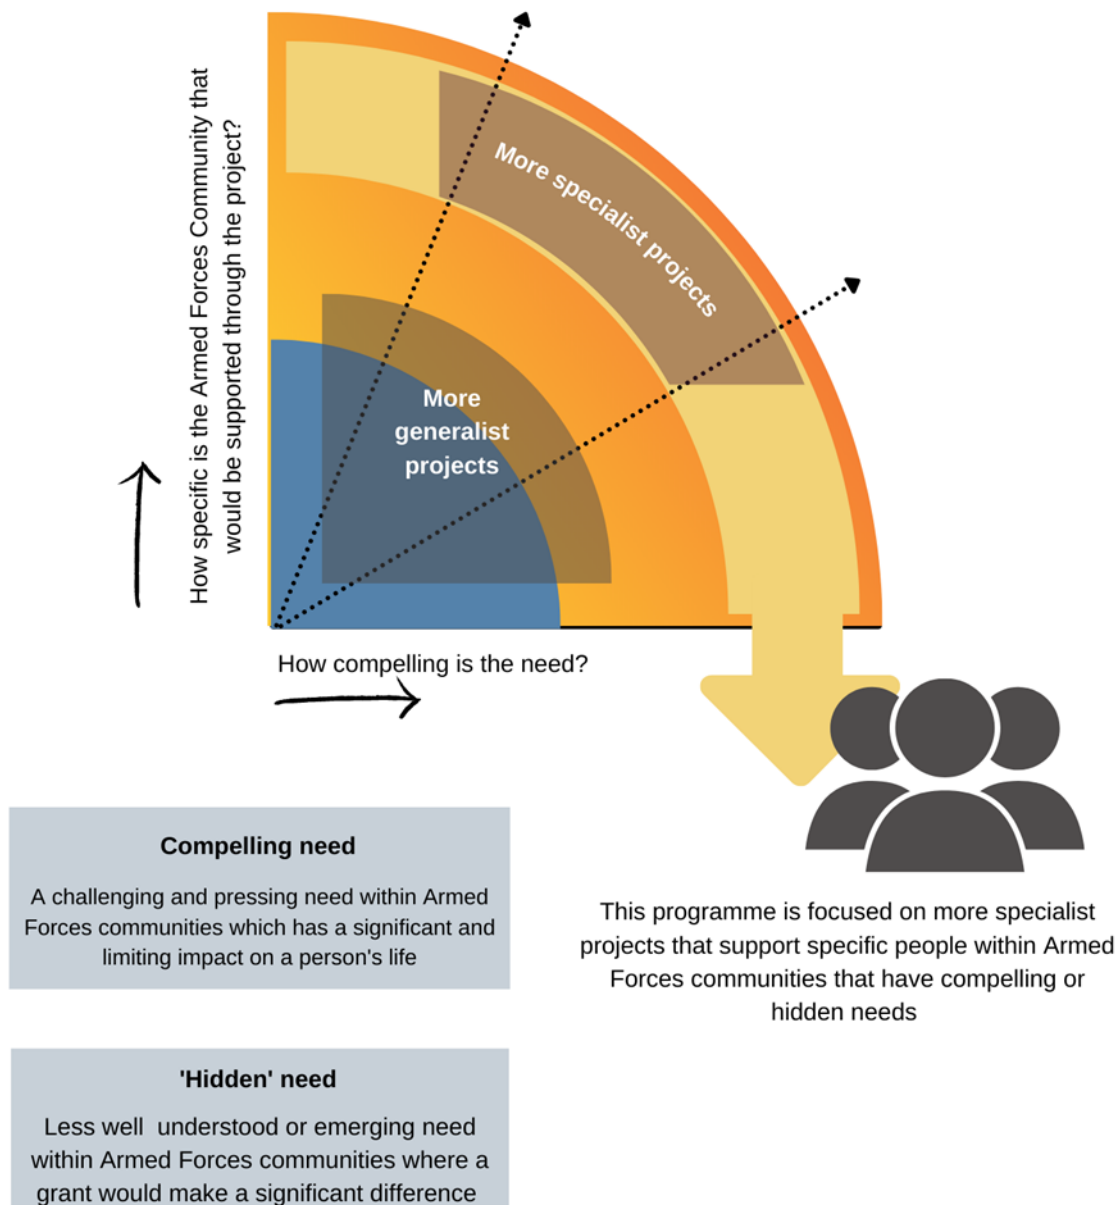 How specific is the Armed Forces Community that
would be supported through the project?
More specialist projects
More
generalist
projects
How compelling is the need?
Compelling need
A challenging and pressing need within Armed
Forces communities which has a significant and
limiting impact on a person's life
This programme is focused on more specialist
projects that support specific people within Armed
Forces communities that have compelling or
hidden needs
'Hidden' need
Less well  understood or emerging need
within Armed Forces communities where a
grant would make a significant difference